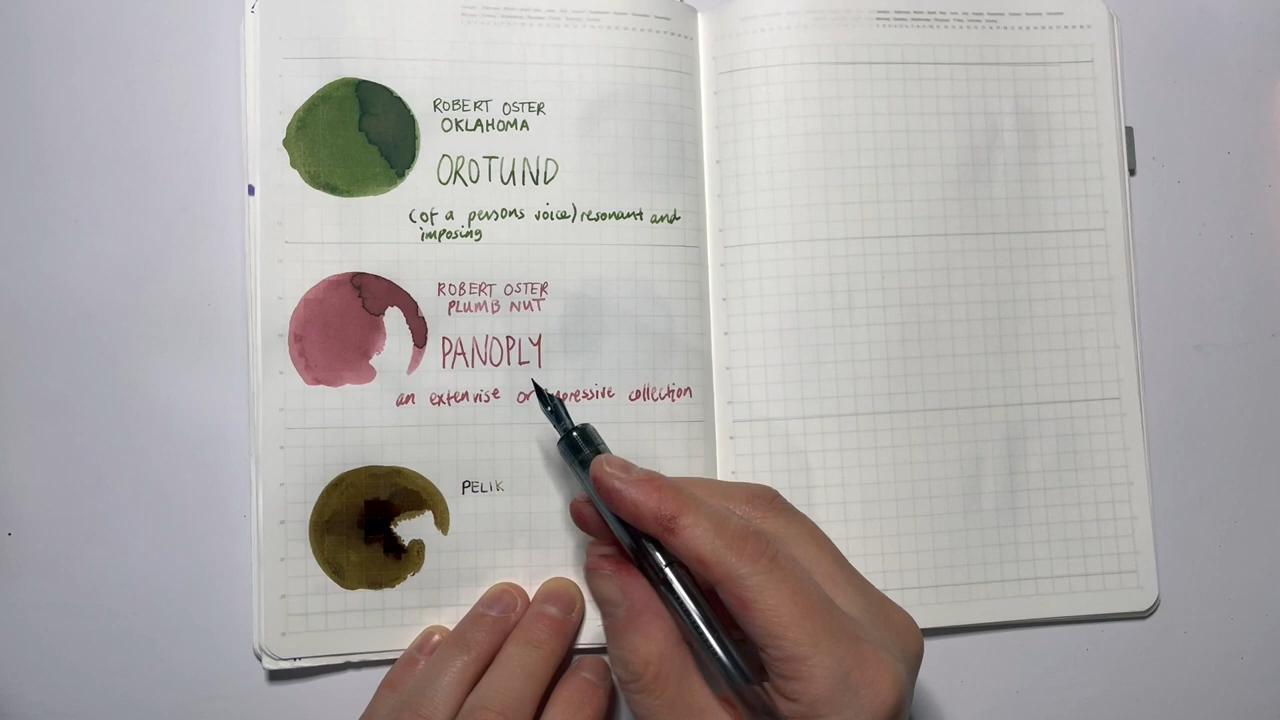 ROBERT OSTER
OKLAHOMA
OROTUND
(of a persons voice) resonant and
imposing
ROBERT OSTER
PLUMB NUT
PANOPLY
an extenvise or collection
PELIK